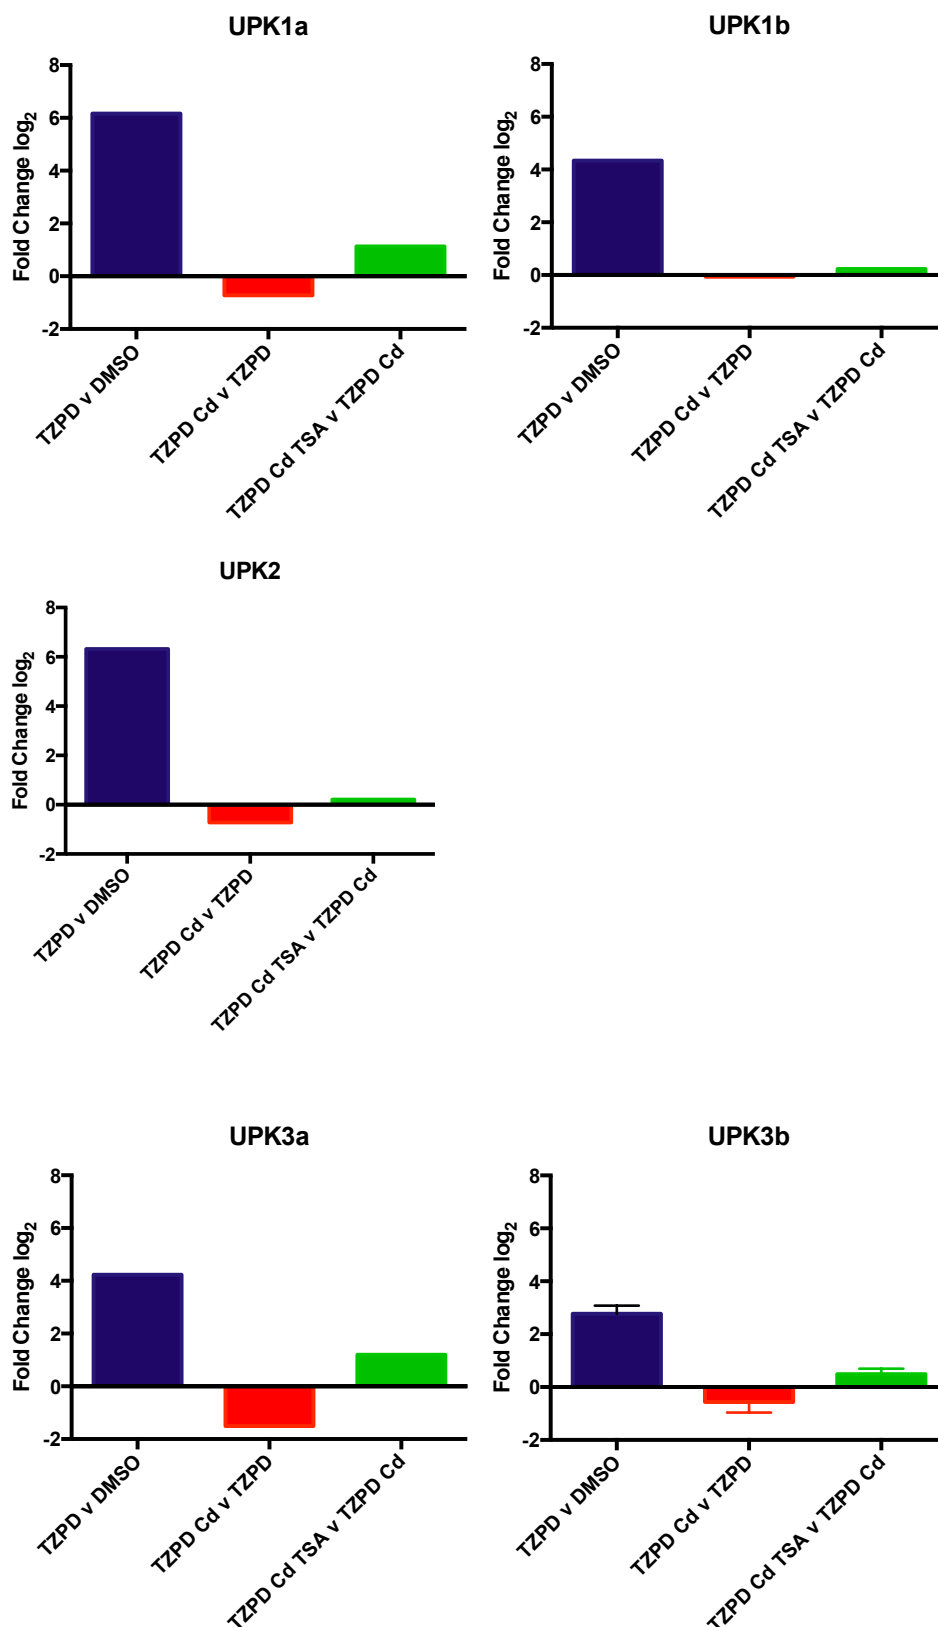 UPK1a
Fold Change log2
8
6
4
2
0
-2
TZPD v DMSO
TZPD Cd v TZPD
TZPD Cd TSA v TZPD Cd
UPK1b
Fold Change log2
8
6
4
2
0
-2
TZPD v DMSO
TZPD Cd v TZPD
TZPD Cd TSA v TZPD Cd
UPK2
Fold Change log2
8
6
4
2
0
-2
TZPD v DMSO
TZPD Cd v TZPD
TZPD Cd TSA v TZPD Cd
UPK3a
Fold Change log2
8
6
4
2
0
-2
TZPD v DMSO
TZPD Cd v TZPD
TZPD Cd TSA v TZPD Cd
UPK3b
Fold Change log2
8
6
4
2
0
-2
TZPD v DMSO
TZPD Cd v TZPD
TZPD Cd TSA v TZPD Cd